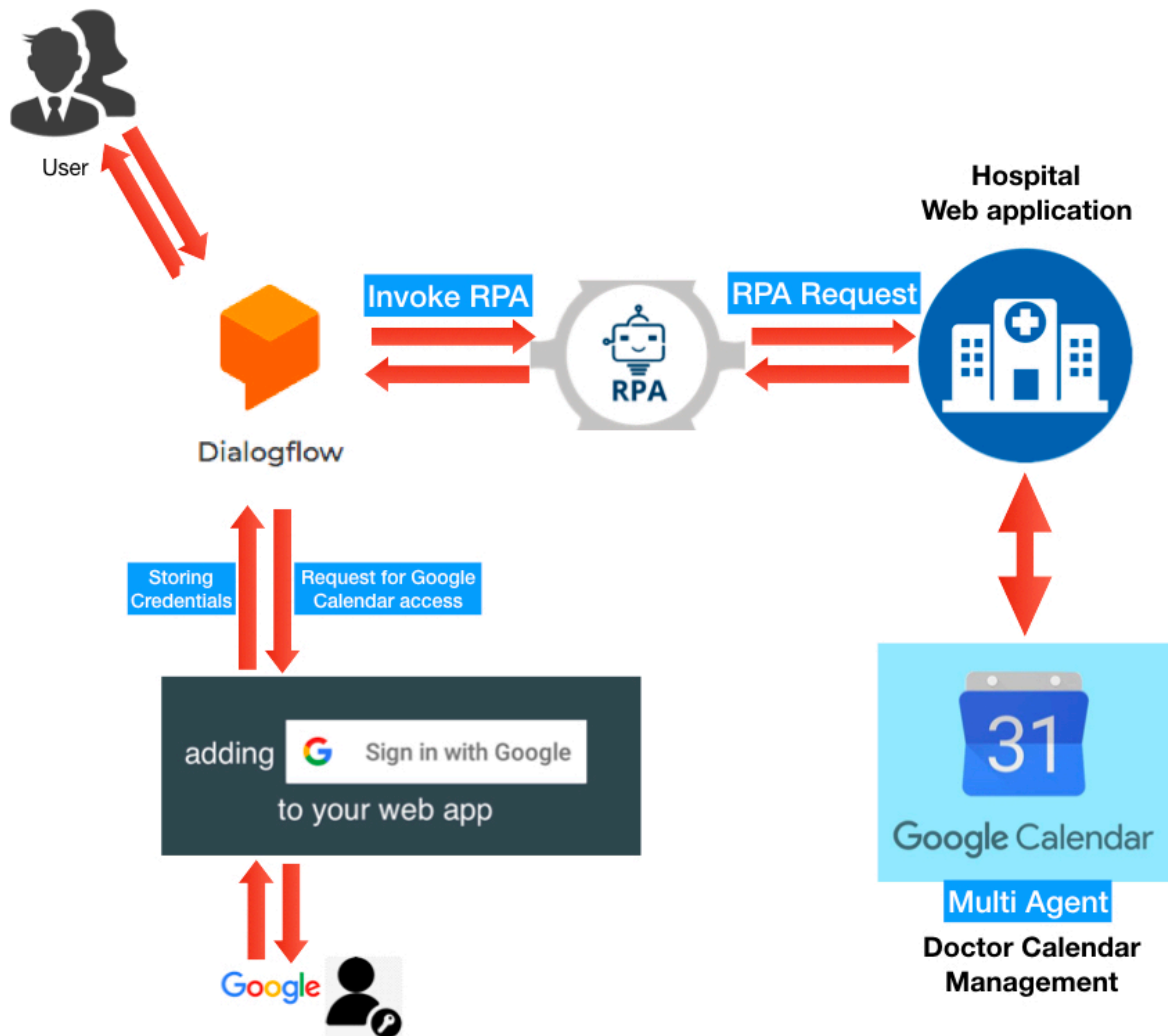 User
Hospital
Web application
Invoke RPA
RPA Request
RPA
Dialogflow
Storing
Credentials
Request for Google
Calendar access
adding
Sign in with Google
to your web app
31
Google Calendar
Multi Agent
Doctor Calendar
Management
Google